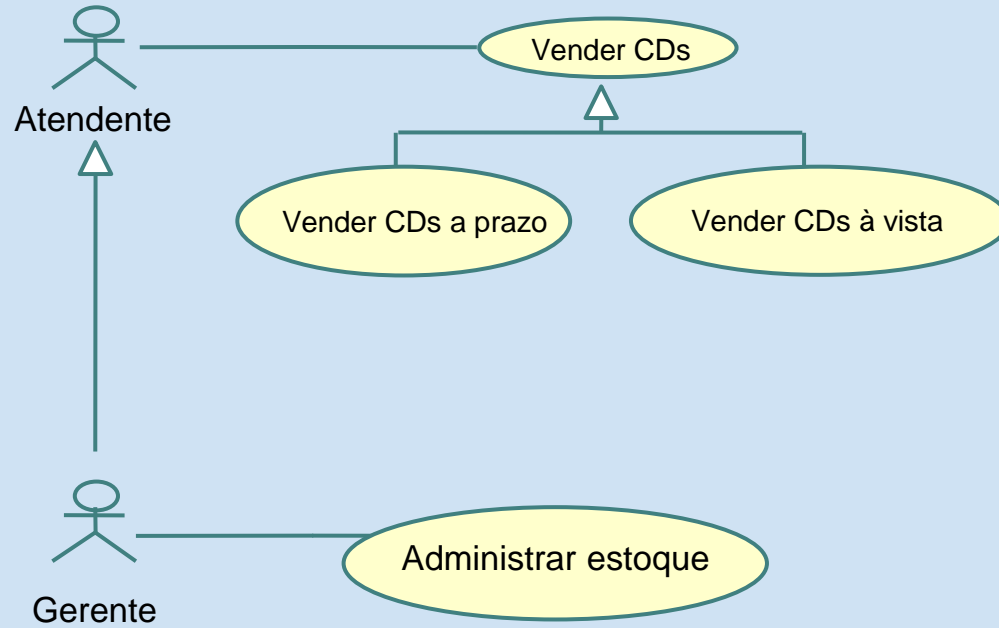 Vender CDs
Atendente
Vender CDs a prazo
Vender CDs à vista
Administrar estoque
Gerente